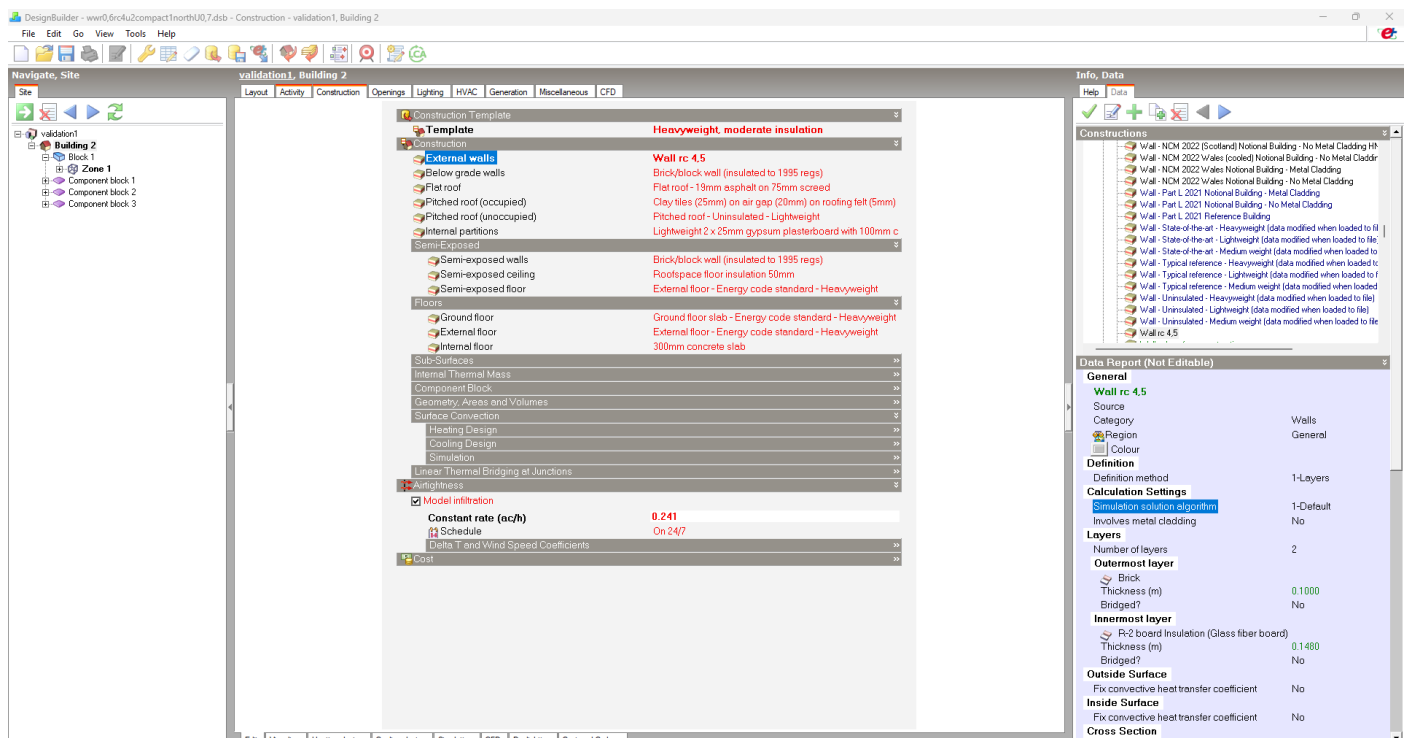 DesignBuilder - wwr0,6rc4u2compact1northU0,7.dsb - Construction - validation1, Building 2
File Edit Go View Tools Help
Navigate, Site
Site
validation1
Building 2
Block 1
Zone 1
Component block 1
Component block 2
Component block 3
validation1, Building 2
Layout Activity Construction Openings Lighting HVAC Generation Miscellaneous CFD
Construction Template
Template Heavyweight, moderate insulation
Construction
External walls Wall rc 4,5
Below grade walls Brick/block wall (insulated to 1995 regs)
Flat roof Flat roof - 19mm asphalt on 75mm screed
Pitched roof (occupied) Clay tiles (25mm) on air gap (20mm) on roofing felt (5mm)
Pitched roof (unoccupied) Pitched roof - Uninsulated - Lightweight
Internal partitions Lightweight 2 x 25mm gypsum plasterboard with 100mm c
Semi-Exposed
Semi-exposed walls Brick/block wall (insulated to 1995 regs)
Semi-exposed ceiling Roofspace floor insulation 50mm
Semi-exposed floor External floor - Energy code standard - Heavyweight
Floors
Ground floor Ground floor slab - Energy code standard - Heavyweight
External floor External floor - Energy code standard - Heavyweight
Internal floor 300mm concrete slab
Sub-Surfaces
Internal Thermal Mass
Component Block
Geometry, Areas and Volumes
Surface Convection
Heating Design
Cooling Design
Simulation
Linear Thermal Bridging at Junctions
Airtightness
Model infiltration
Constant rate (ac/h) 0.241
Schedule On 24/7
Delta T and Wind Speed Coefficients
Cost
Info, Data
Help Data
Constructions
Wall - NCM 2022 (Scotland) Notional Building - No Metal Cladding HN
Wall - NCM 2022 Wales (cooled) Notional Building - No Metal Claddin
Wall - NCM 2022 Wales Notional Building - Metal Cladding
Wall - NCM 2022 Wales Notional Building - No Metal Cladding
Wall - Part L 2021 Notional Building - Metal Cladding
Wall - Part L 2021 Notional Building - No Metal Cladding
Wall - Part L 2021 Reference Building
Wall - State-of-the-art - Heavyweight (data modified when loaded to fil
Wall - State-of-the-art - Lightweight (data modified when loaded to file
Wall - State-of-the-art - Medium weight (data modified when loaded to
Wall - Typical reference - Heavyweight (data modified when loaded to
Wall - Typical reference - Lightweight (data modified when loaded to f
Wall - Typical reference - Medium weight (data modified when loaded
Wall - Uninsulated - Heavyweight (data modified when loaded to file)
Wall - Uninsulated - Lightweight (data modified when loaded to file)
Wall - Uninsulated - Medium weight (data modified when loaded to file
Wall rc 4,5
Data Report (Not Editable)
General
Wall rc 4,5
Source
Category Walls
Region General
Colour
Definition
Definition method 1-Layers
Calculation Settings
Simulation solution algorithm 1-Default
Involves metal cladding No
Layers
Number of layers 2
Outermost layer
Brick
Thickness (m) 0.1000
Bridged? No
Innermost layer
R-2 board Insulation (Glass fiber board)
Thickness (m) 0.1480
Bridged? No
Outside Surface
Fix convective heat transfer coefficient No
Inside Surface
Fix convective heat transfer coefficient No
Cross Section